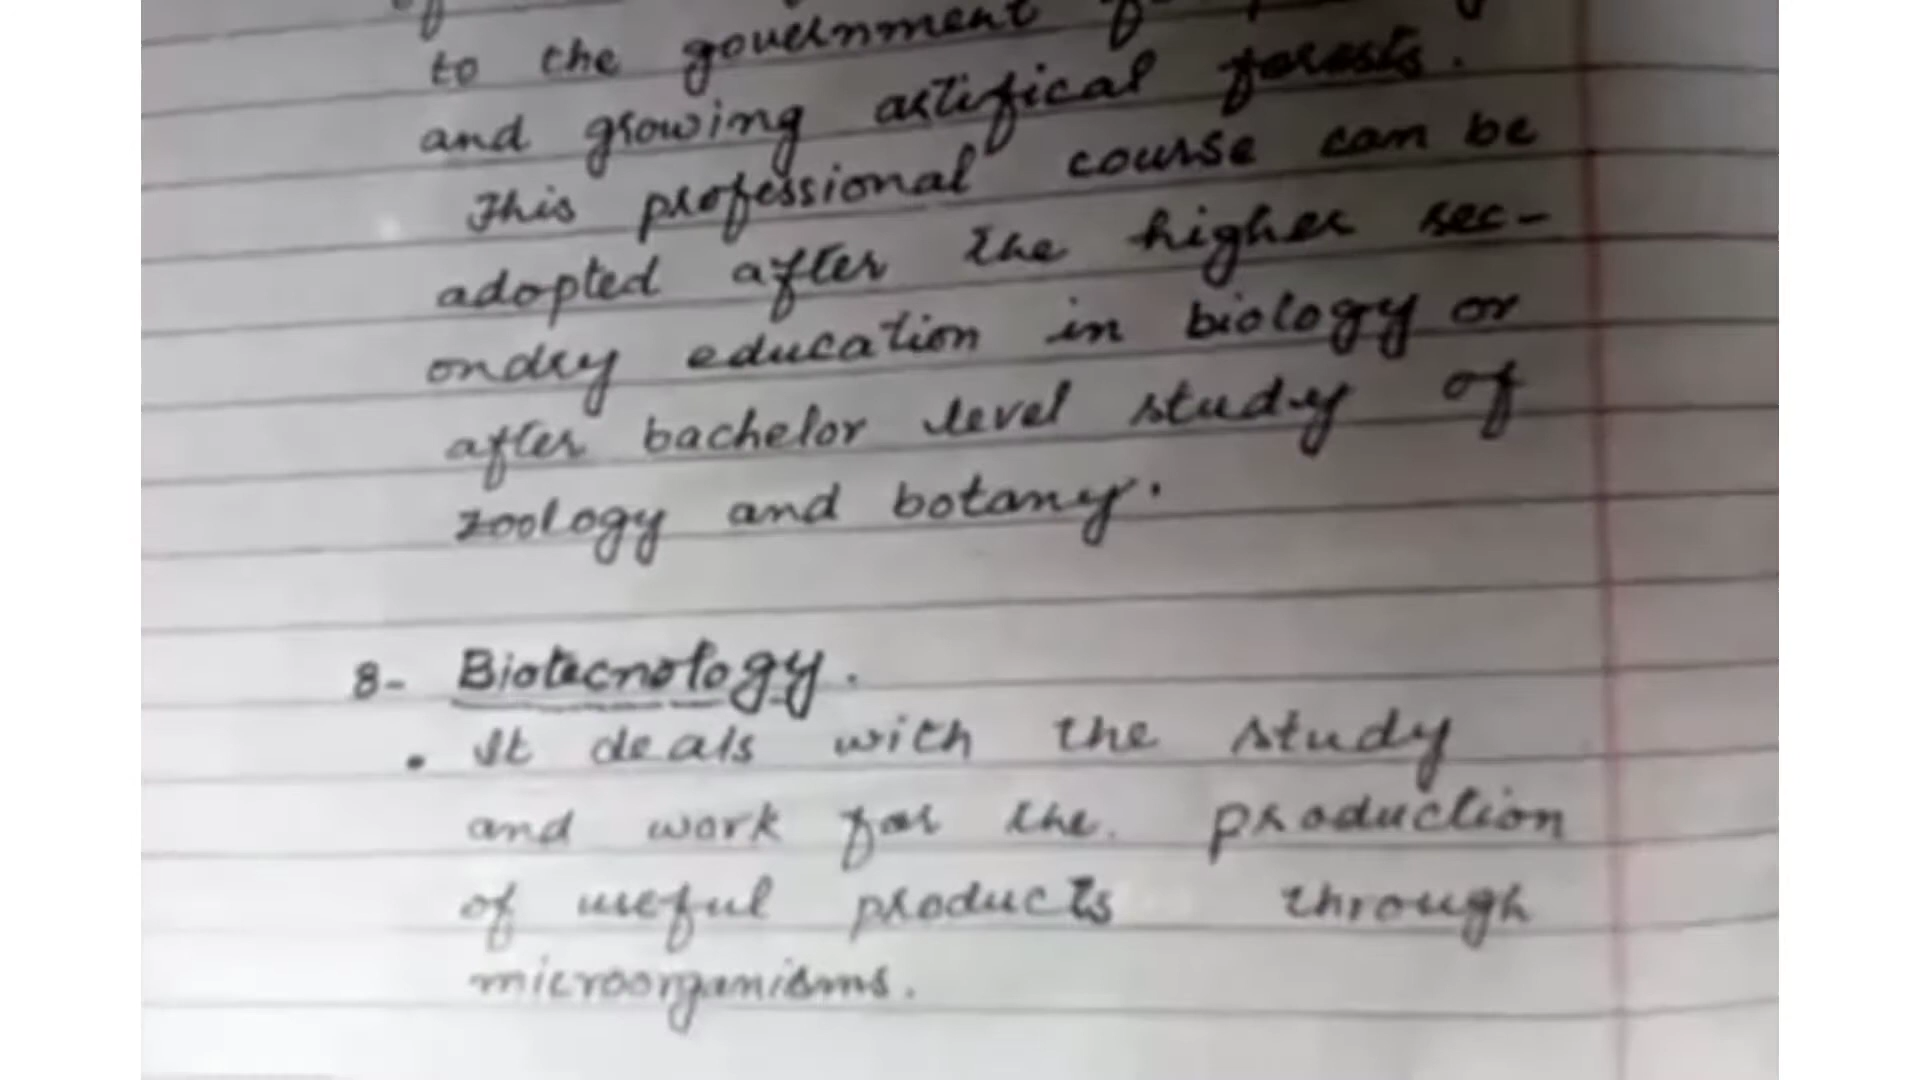 of
to the government
and growing artifical forests.
This professional course can be
adopted after the higher sec-
ondry education in biology or
after bachelor level study of
zoology and botany.
8- Biotecnology.
. It deals with the study
and work for the production
of useful products through
microorganisms.